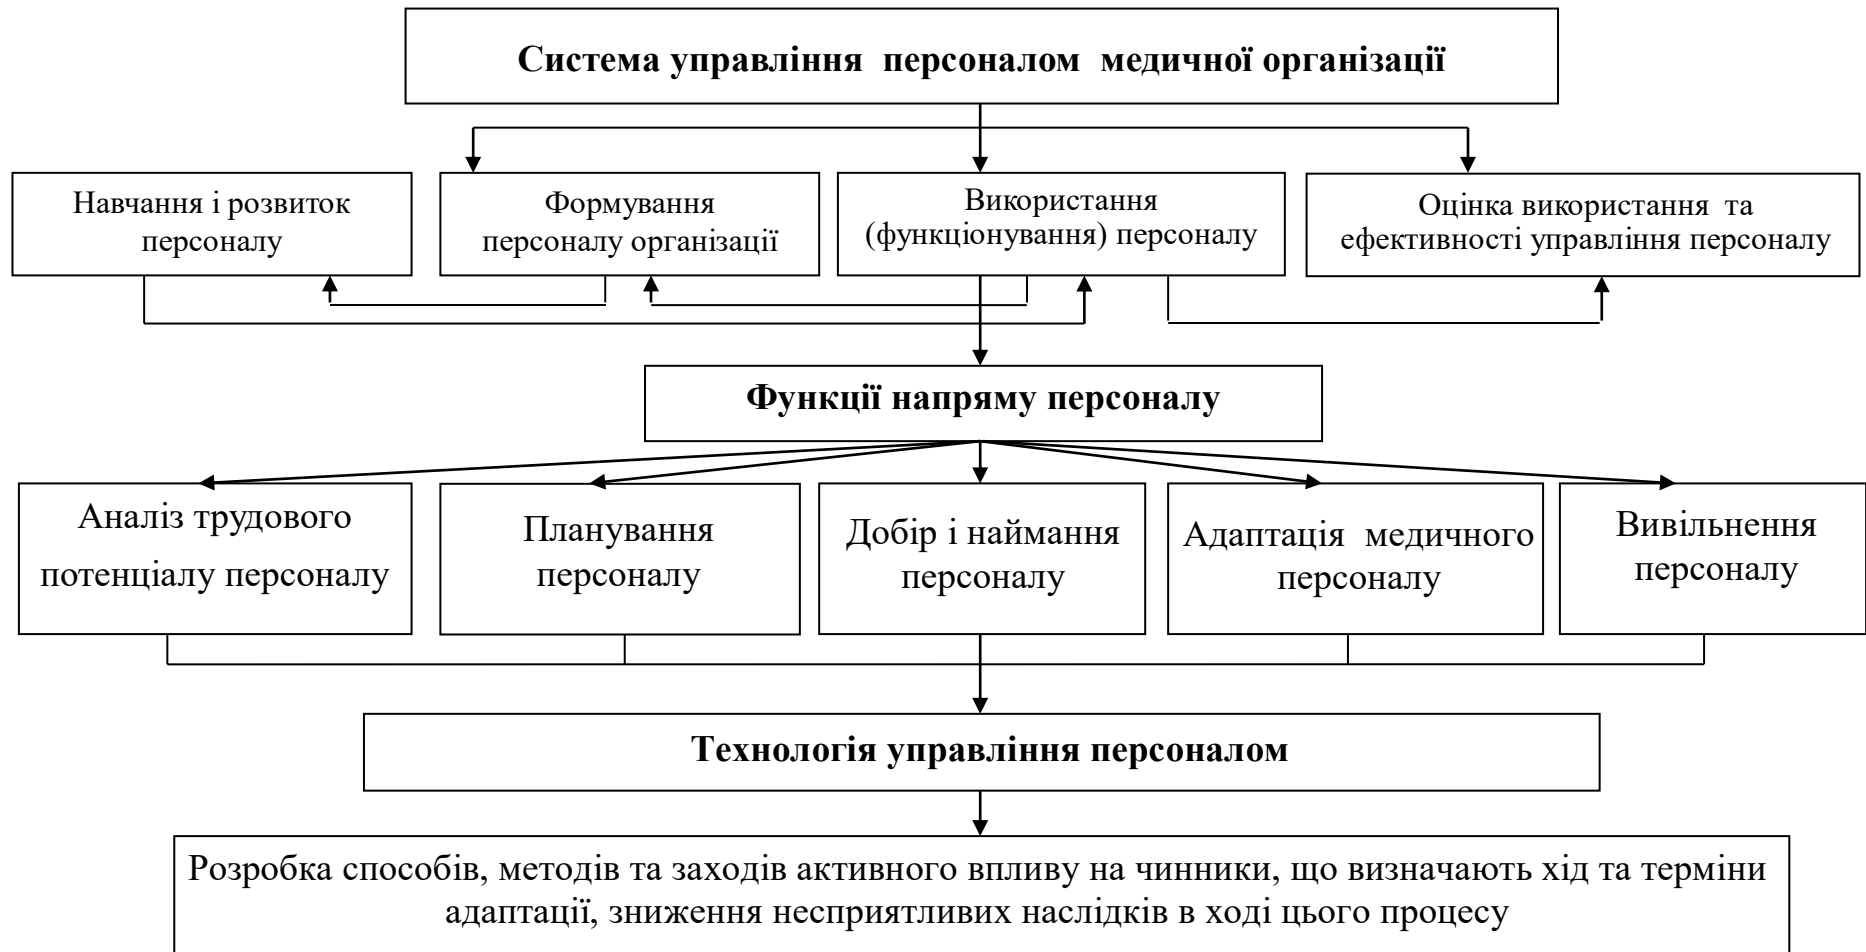 Система управління персоналом медичної організації
Навчання і розвиток
персоналу
Формування
персоналу організації
Використання
(функціонування) персоналу
Оцінка використання та
ефективності управління персоналу
Функції напряму персоналу
Аналіз трудового
потенціалу персоналу
Планування
персоналу
Добір і наймання
персоналу
Адаптація медичного
персоналу
Вивільнення
персоналу
Технологія управління персоналом
Розробка способів, методів та заходів активного впливу на чинники, що визначають хід та терміни
адаптації, зниження несприятливих наслідків в ході цього процесу